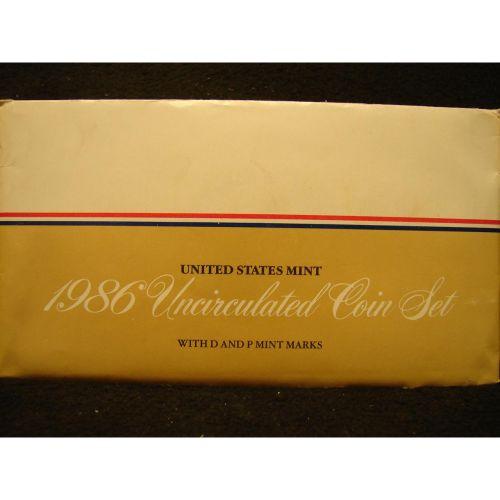 UNITED STATES MINT
1986 Uncirculated Coin Set
WITH D AND P MINT MARKS